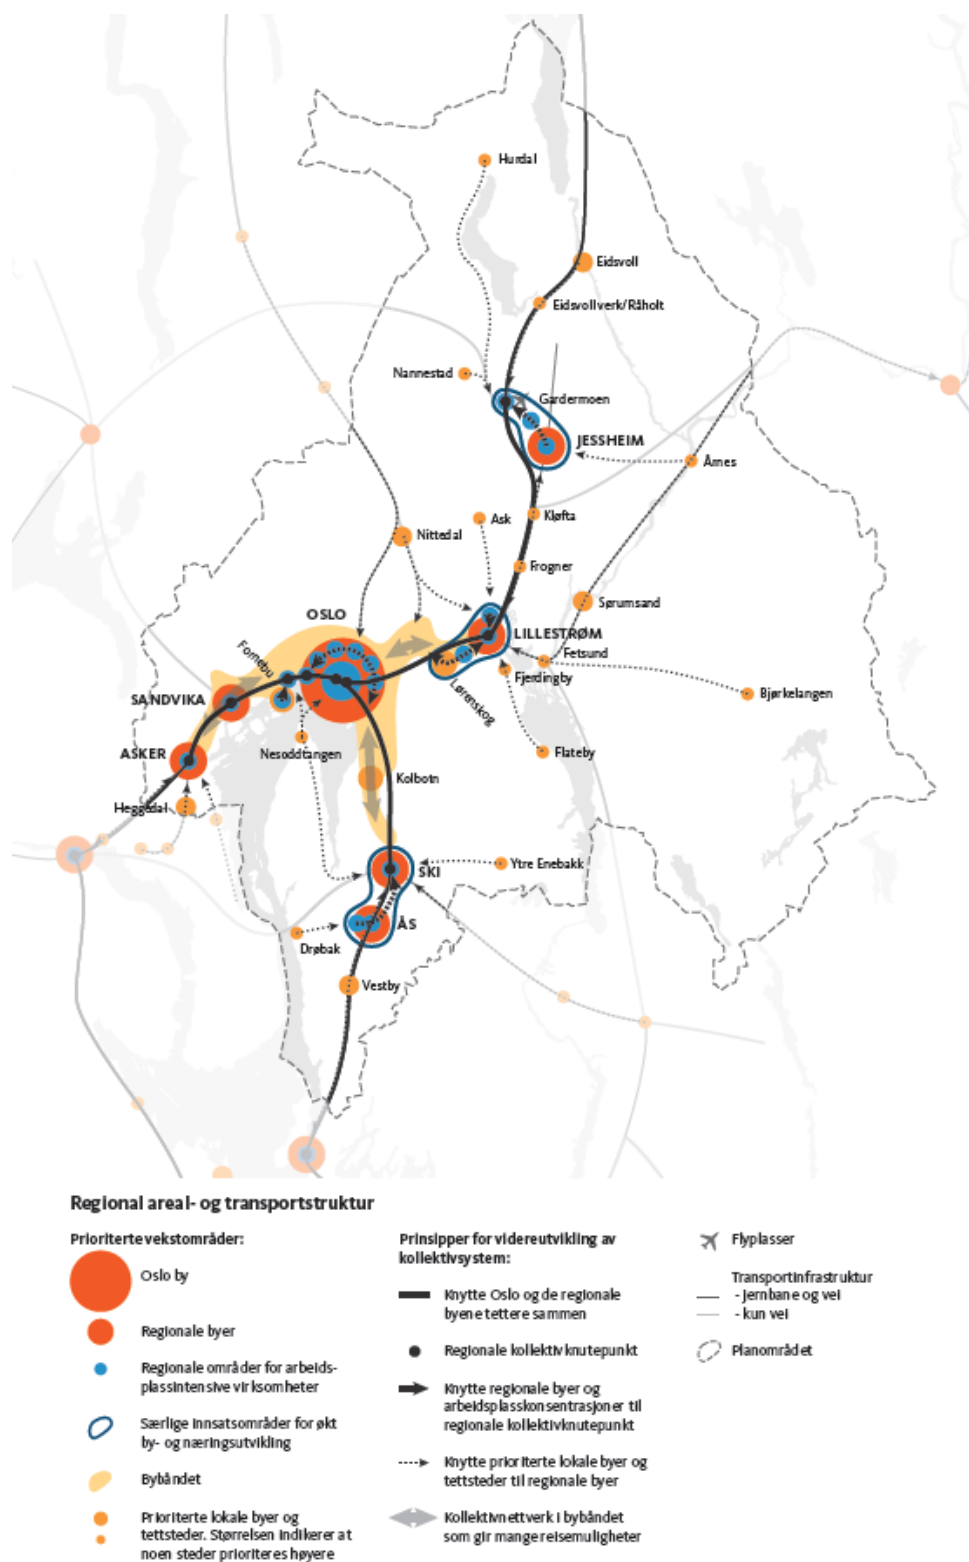 Hurdal
Eidsvoll
Eidsvollverk/Råholt
Nannestad
Gardermoen
JESSHEIM
Årnes
Ask
Kløfta
Nittedal
Frogner
Sørumsand
OSLO
LILLESTRØM
Fornebu
Fetsund
Lørenskog
Fjerdingby
SANDVIKA
Bjørkelangen
ASKER
Nesoddtangen
Flateby
Kolbotn
Heggedal
SKI
Ytre Enebakk
ÅS
Drøbak
Vestby
Regional areal- og transportstruktur
Prioriterte vekstområder:
Oslo by
Regionale byer
Regionale områder for arbeids-
plassintensive virksomheter
Særlige innsatsområder for økt
by- og næringsutvikling
Bybåndet
Prioriterte lokale byer og
tettsteder. Størrelsen indikerer at
noen steder prioriteres høyere
Prinsipper for videreutvikling av
kollektivsystem:
Knytte Oslo og de regionale
byene tettere sammen
Regionale kollektivknutepunkt
Knytte regionale byer og
arbeidsplasskonsentrasjoner til
regionale kollektivknutepunkt
Knytte prioriterte lokale byer og
tettsteder til regionale byer
Kollektivnettverk i bybåndet
som gir mange reisemuligheter
Flyplasser
Transportinfrastruktur
- jernbane og vei
- kun vei
Planområdet